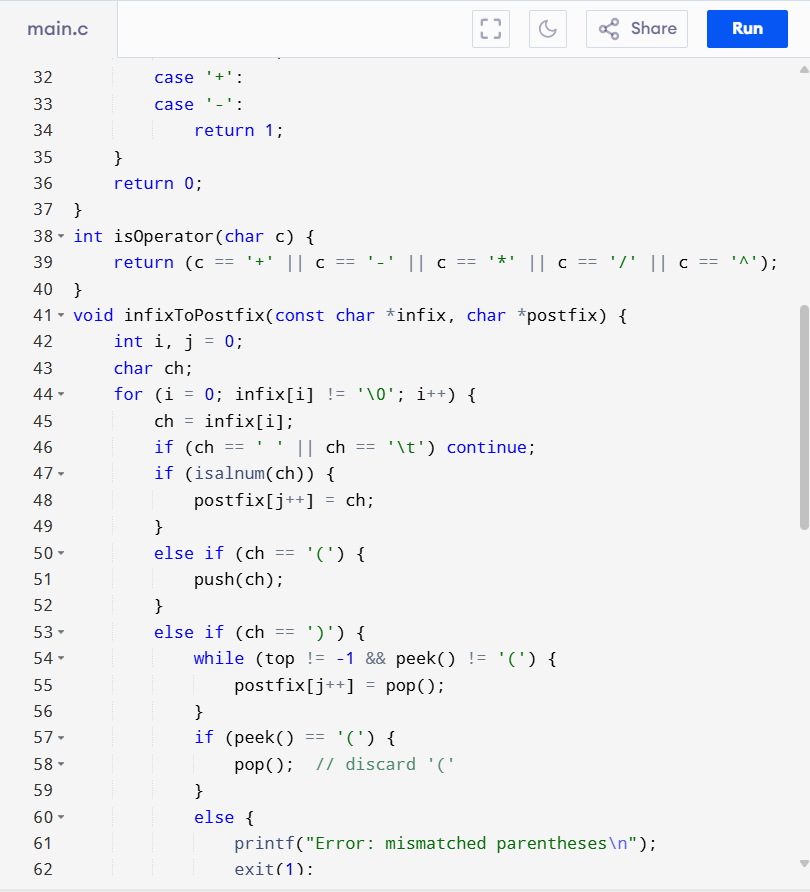 main.c
Share
Run
32 case '+':
33 case '-':
34 return 1;
35 }
36 return 0;
37 }
38 int isOperator(char c) {
39 return (c == '+' || c == '-' || c == '*' || c == '/' || c == '^');
40 }
41 void infixToPostfix(const char *infix, char *postfix) {
42 int i, j = 0;
43 char ch;
44 for (i = 0; infix[i] != '\0'; i++) {
45 ch = infix[i];
46 if (ch == ' ' || ch == '\t') continue;
47 if (isalnum(ch)) {
48 postfix[j++] = ch;
49 }
50 else if (ch == '(') {
51 push(ch);
52 }
53 else if (ch == ')') {
54 while (top != -1 && peek() != '(') {
55 postfix[j++] = pop();
56 }
57 if (peek() == '(') {
58 pop();  // discard '('
59 }
60 else {
61 printf("Error: mismatched parentheses\n");
62 exit(1);